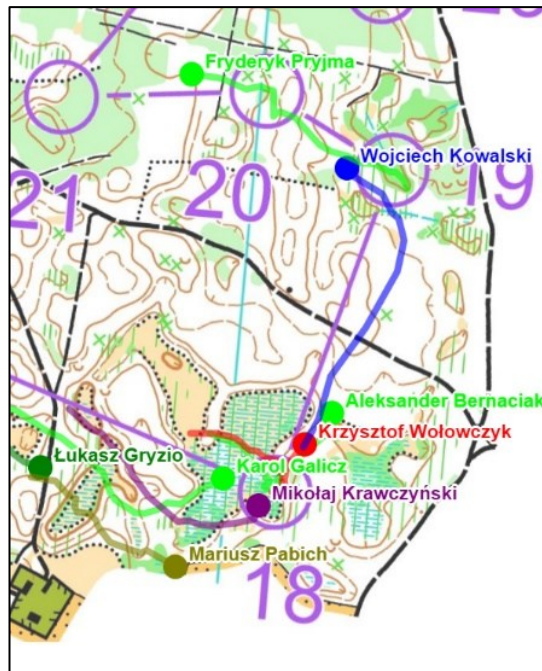 Fryderyk Pryjma
Wojciech Kowalski
19
20
21
Aleksander Bernaciak
Krzysztof Wołowczyk
Łukasz Gryzio
Karol Galicz
Mikołaj Krawczyński
Mariusz Pabich
18